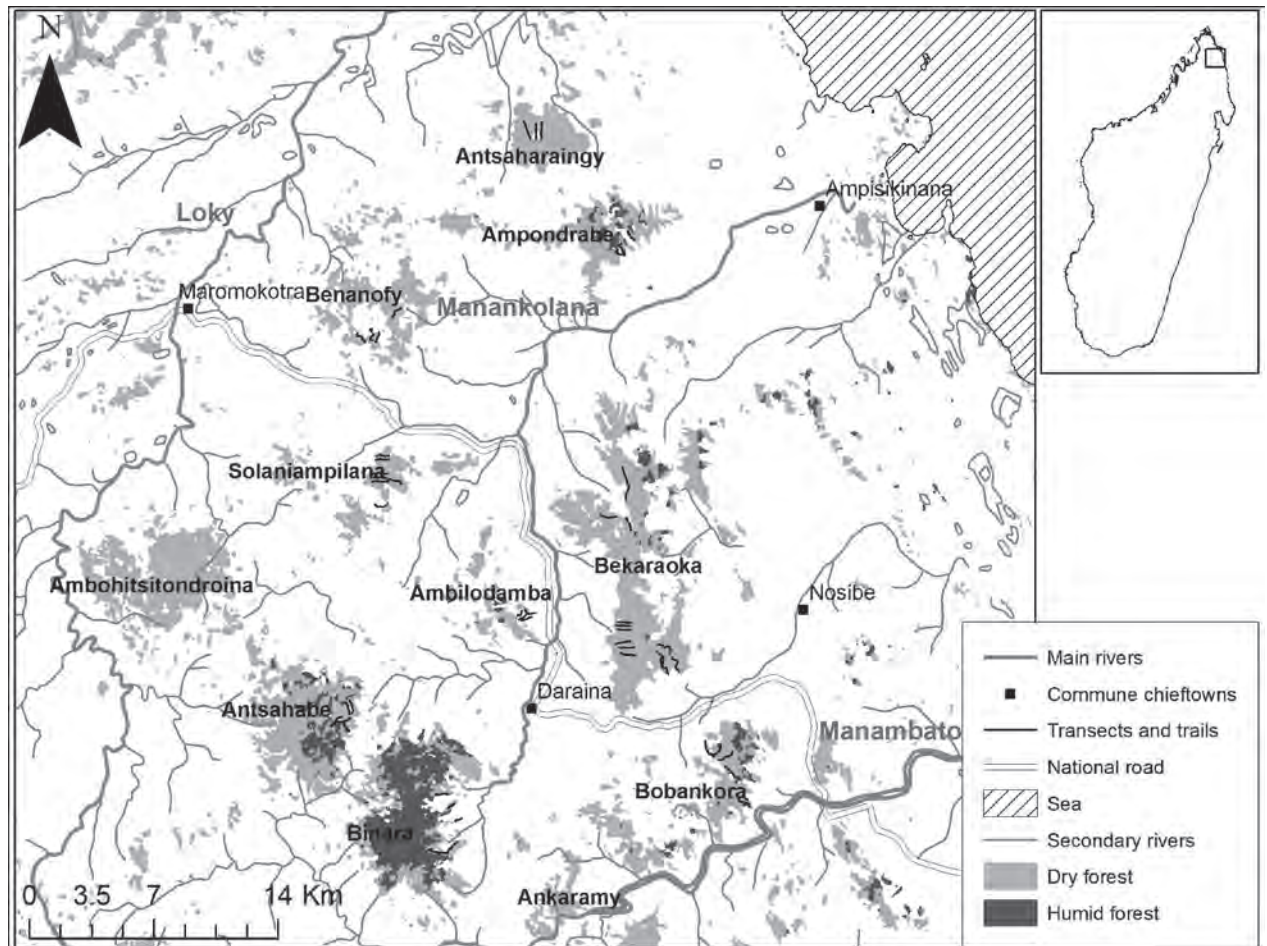 N
Antsaharaingy
Ampisikinana
Loky
Ampondrabe
Maromokotra
Benanofy
Manankolana
Solaniampilana
Bekaraoka
Ambohitsitondroina
Ambilodamba
Nosibe
Daraina
Antsahabe
Manambato
Bobankora
Binara
Ankaramy
0 3.5 7 14 Km
Main rivers
Commune chieftowns
Transects and trails
National road
Sea
Secondary rivers
Dry forest
Humid forest